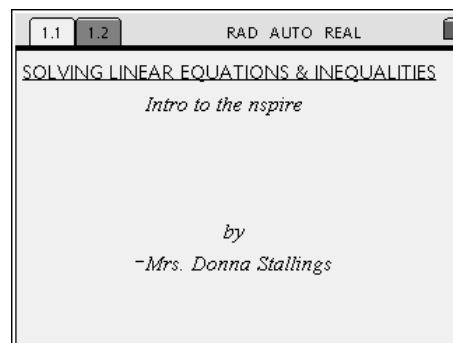 1.1 1.2 RAD AUTO REAL
SOLVING LINEAR EQUATIONS & INEQUALITIES
Intro to the nspire
by
-Mrs. Donna Stallings